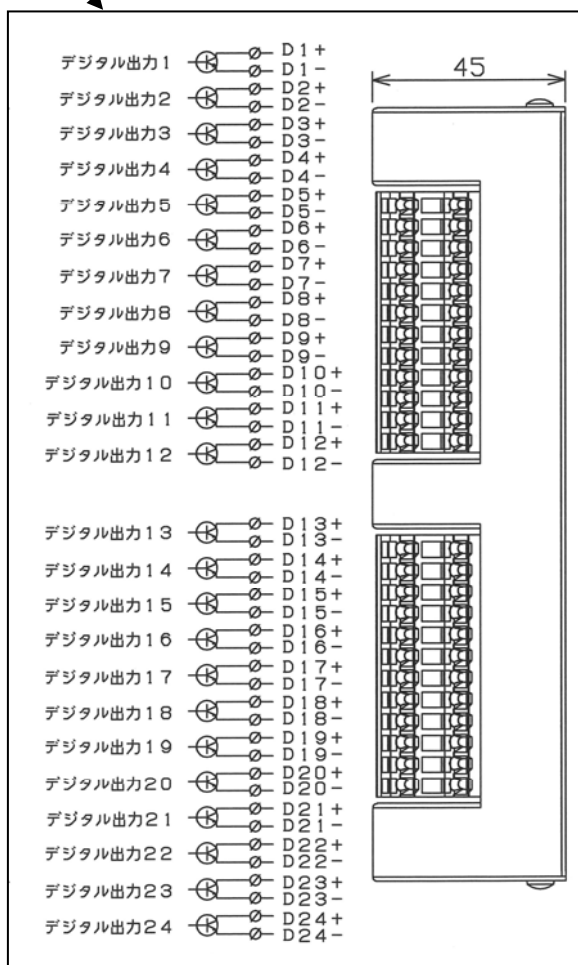 45
デジタル出力1 D1+
D1-
デジタル出力2 D2+
D2-
デジタル出力3 D3+
D3-
デジタル出力4 D4+
D4-
デジタル出力5 D5+
D5-
デジタル出力6 D6+
D6-
デジタル出力7 D7+
D7-
デジタル出力8 D8+
D8-
デジタル出力9 D9+
D9-
デジタル出力10 D10+
D10-
デジタル出力11 D11+
D11-
デジタル出力12 D12+
D12-
デジタル出力13 D13+
D13-
デジタル出力14 D14+
D14-
デジタル出力15 D15+
D15-
デジタル出力16 D16+
D16-
デジタル出力17 D17+
D17-
デジタル出力18 D18+
D18-
デジタル出力19 D19+
D19-
デジタル出力20 D20+
D20-
デジタル出力21 D21+
D21-
デジタル出力22 D22+
D22-
デジタル出力23 D23+
D23-
デジタル出力24 D24+
D24-